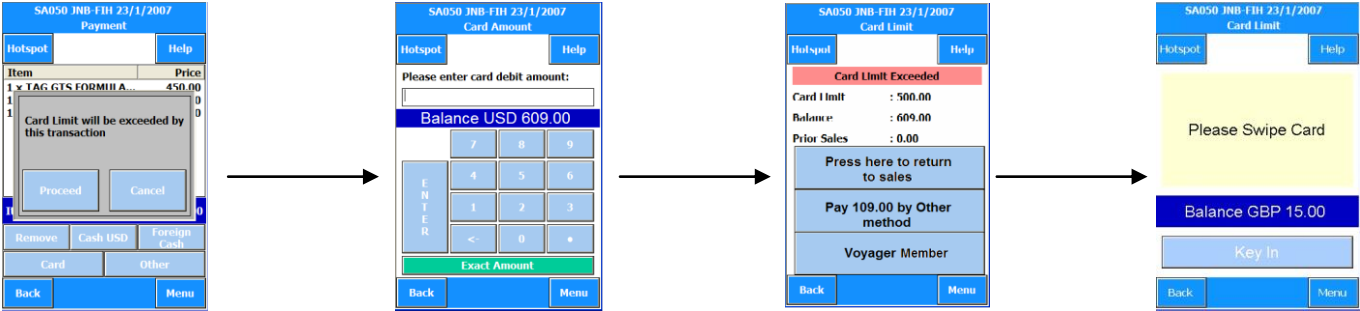 SA050 JNB-FIH 23/1/2007
Payment
Hotspot Help
Item Price
1 x TAG GTS FORMULA... 450.00
1 0
1 0
Card Limit will be exceeded by
this transaction
Proceed Cancel
0
Remove Cash USD Foreign
Cash
Card Other
Back Menu
SA050 JNB-FIH 23/1/2007
Card Amount
Hotspot Help
Please enter card debit amount:
Balance USD 609.00
7 8 9
ENTER
4 5 6
1 2 3
<- 0 •
Exact Amount
Back Menu
SA050 JNB-FIH 23/1/2007
Card Limit
Hotspot Help
Card Limit Exceeded
Card Limit : 500.00
Balance : 609.00
Prior Sales : 0.00
Press here to return
to sales
Pay 109.00 by Other
method
Voyager Member
Back Menu
SA050 JNB-FIH 23/1/2007
Card Limit
Hotspot Help
Please Swipe Card
Balance GBP 15.00
Key In
Back Menu